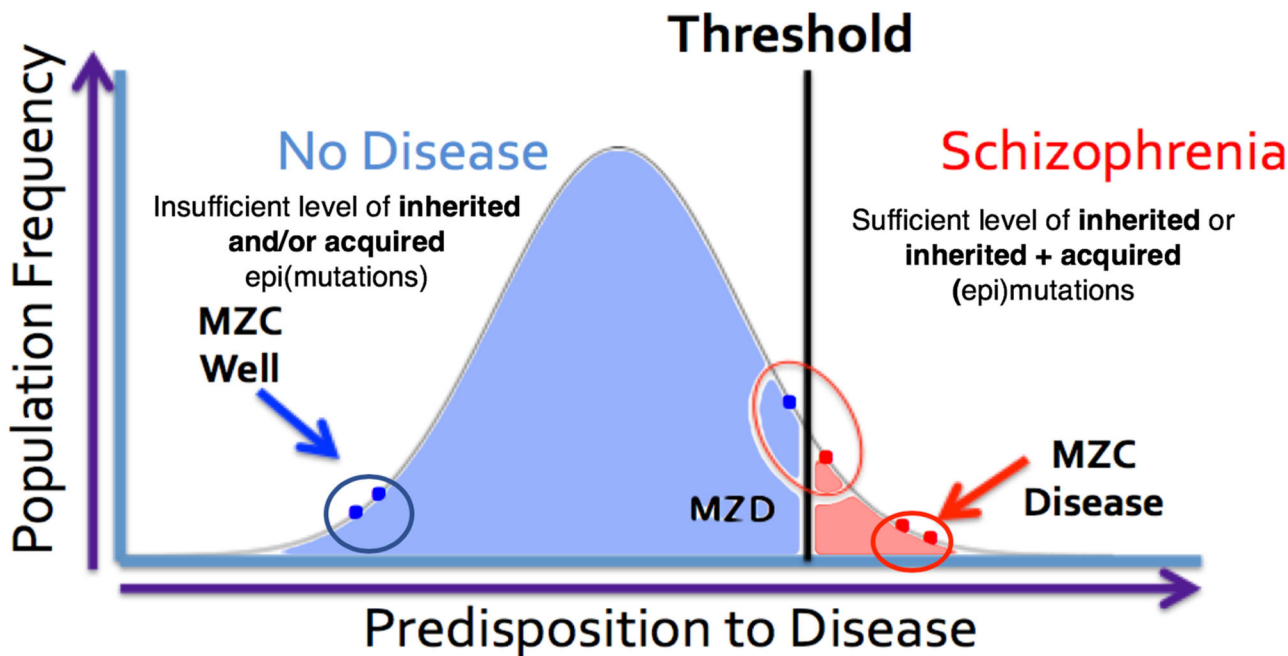 Threshold
Population Frequency
No Disease
Insufficient level of inherited
and/or acquired
epi(mutations)
Schizophrenia
Sufficient level of inherited or
inherited + acquired
(epi)mutations
MZC
Well
MZD
MZC
Disease
Predisposition to Disease